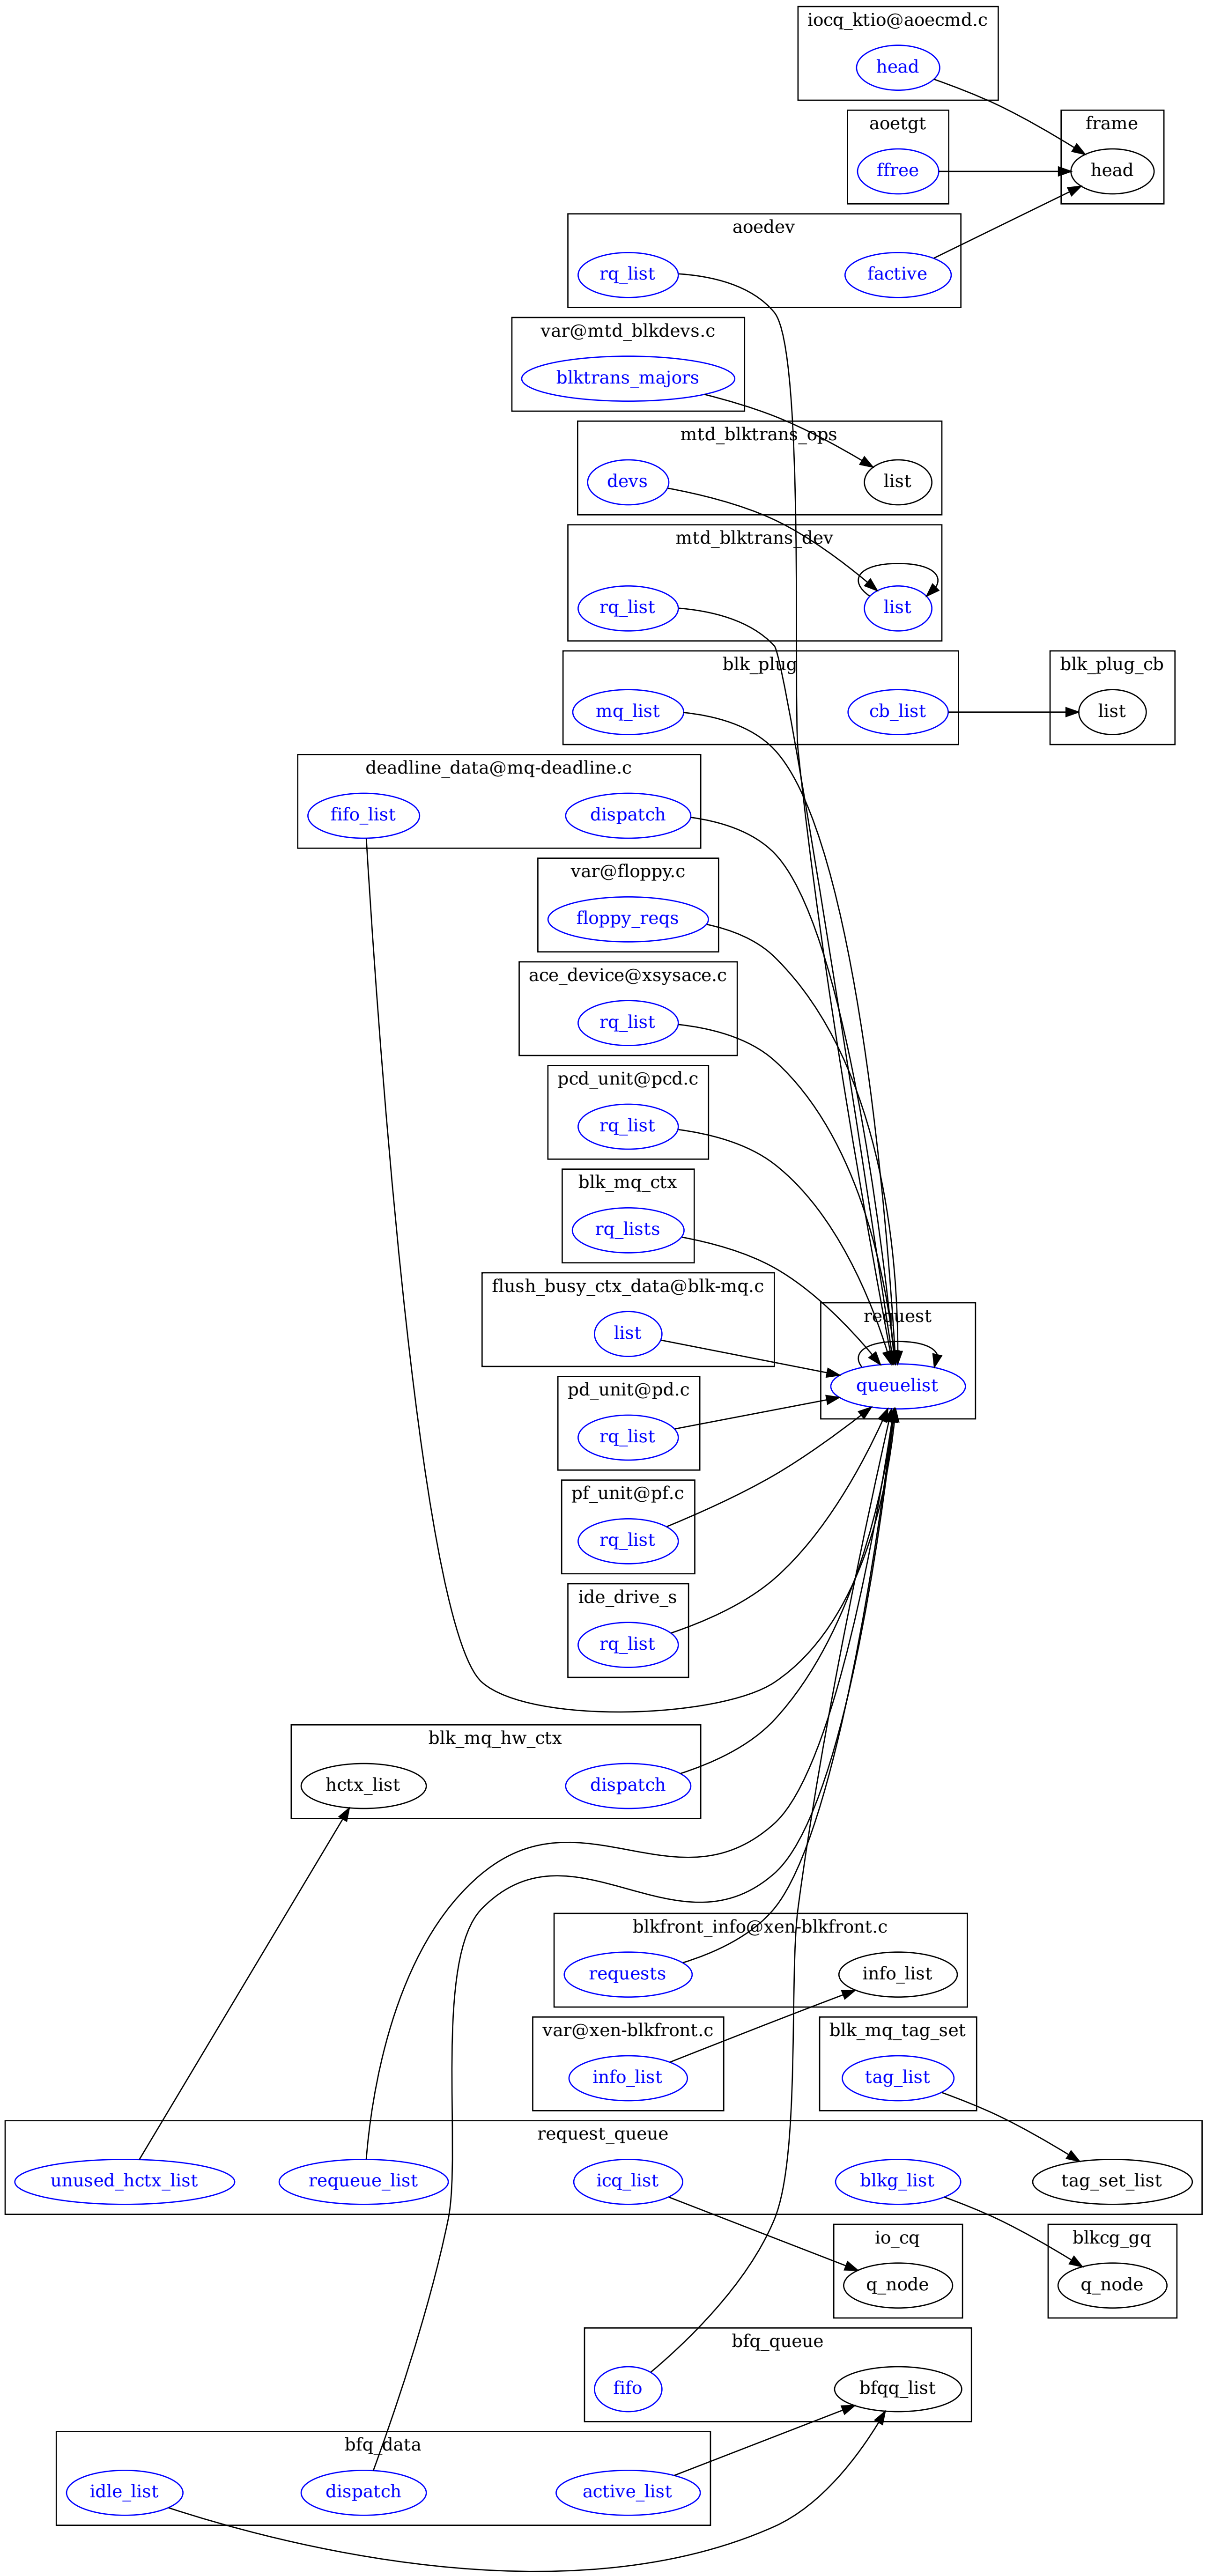 iocq_ktio@aoecmd.c
head
aoetgt
frame
ffree
head
aoedev
rq_list
factive
var@mtd_blkdevs.c
blktrans_majors
mtd_blktrans_ops
devs
list
mtd_blktrans_dev
rq_list
list
blk_plug
blk_plug_cb
mq_list
cb_list
list
deadline_data@mq-deadline.c
fifo_list
dispatch
var@floppy.c
floppy_reqs
ace_device@xsysace.c
rq_list
pcd_unit@pcd.c
rq_list
blk_mq_ctx
rq_lists
flush_busy_ctx_data@blk-mq.c
request
list
queuelist
pd_unit@pd.c
rq_list
pf_unit@pf.c
rq_list
ide_drive_s
rq_list
blk_mq_hw_ctx
hctx_list
dispatch
blkfront_info@xen-blkfront.c
requests
info_list
var@xen-blkfront.c
blk_mq_tag_set
info_list
tag_list
request_queue
unused_hctx_list
requeue_list
icq_list
blkg_list
tag_set_list
io_cq
blkcg_gq
q_node
q_node
bfq_queue
fifo
bfqq_list
bfq_data
idle_list
dispatch
active_list